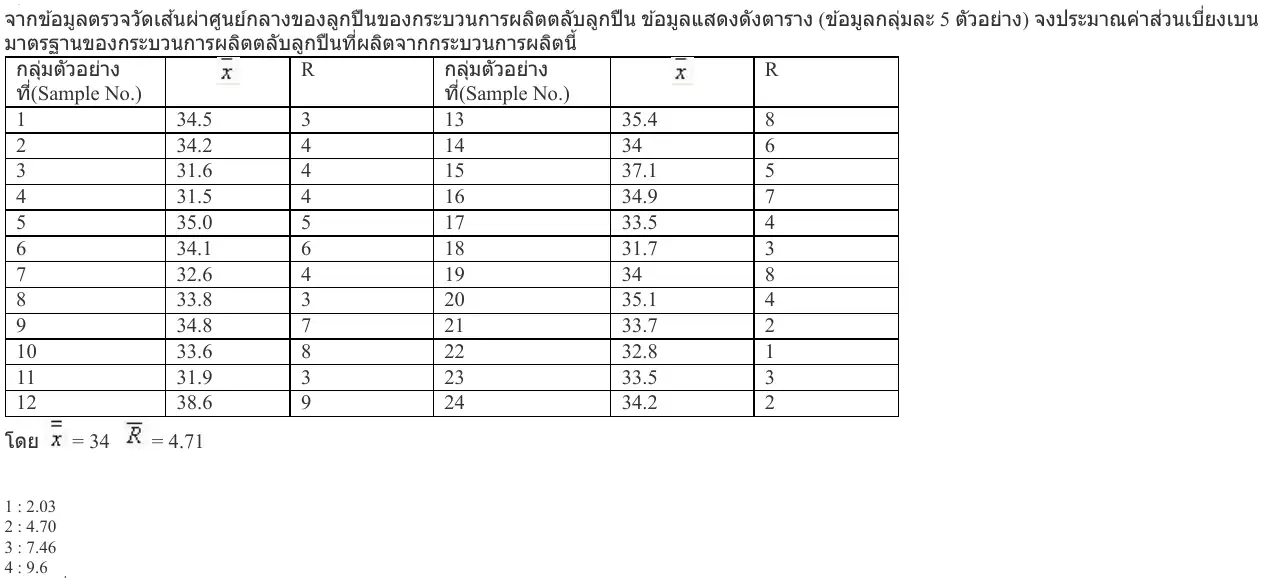 จากข้อมูลตรวจวัดเส้นผ่าศูนย์กลางของลูกปืนของกระบวนการผลิตตลับลูกปืน ข้อมูลแสดงดังตาราง (ข้อมูลกลุ่มละ 5 ตัวอย่าง) จงประมาณค่าส่วนเบี่ยงเบน
มาตรฐานของกระบวนการผลิตตลับลูกปืนที่ผลิตจากกระบวนการผลิตนี้
กลุ่มตัวอย่าง x̿ R กลุ่มตัวอย่าง x̿ R
ที่(Sample No.) ที่(Sample No.)
1 34.5 3 13 35.4 8
2 34.2 4 14 34 6
3 31.6 4 15 37.1 5
4 31.5 4 16 34.9 7
5 35.0 5 17 33.5 4
6 34.1 6 18 31.7 3
7 32.6 4 19 34 8
8 33.8 3 20 35.1 4
9 34.8 7 21 33.7 2
10 33.6 8 22 32.8 1
11 31.9 3 23 33.5 3
12 38.6 9 24 34.2 2
โดย x̿ = 34 R̅ = 4.71
1 : 2.03
2 : 4.70
3 : 7.46
4 : 9.6